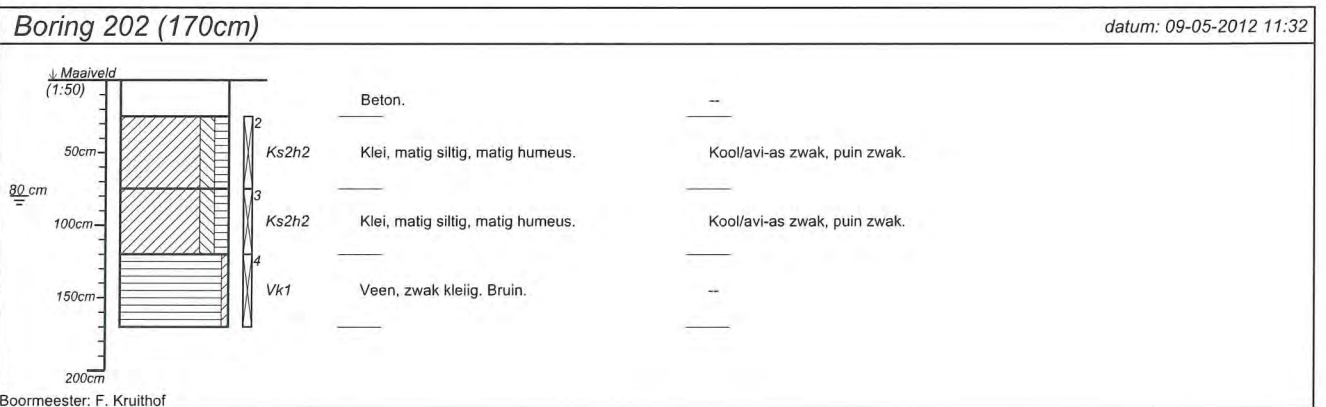 Boring 202 (170cm) datum: 09-05-2012 11:32
Maaiveld
(1:50)
Beton. --
2
50cm Ks2h2 Klei, matig siltig, matig humeus. Kool/avi-as zwak, puin zwak.
80 cm
3
100cm Ks2h2 Klei, matig siltig, matig humeus. Kool/avi-as zwak, puin zwak.
4
150cm Vk1 Veen, zwak kleiig. Bruin. --
200cm
Boormeester: F. Kruithof